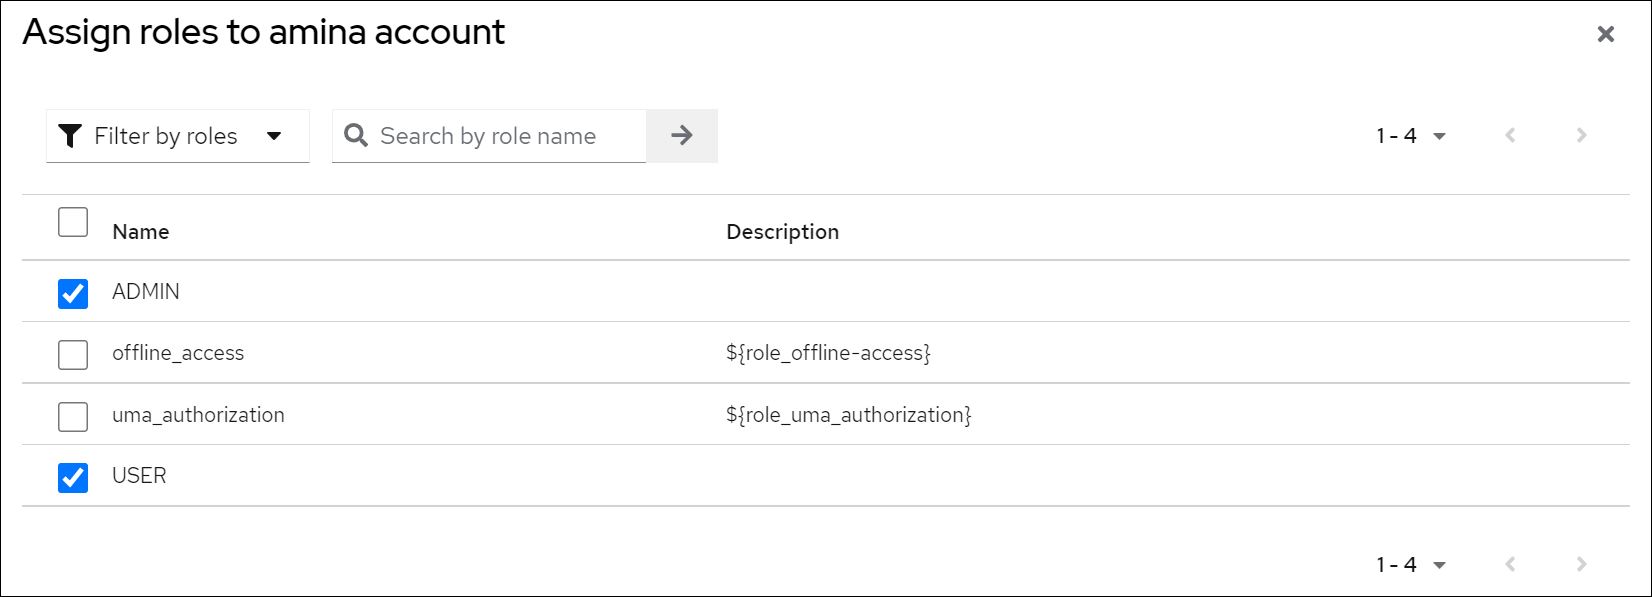 Assign roles to amina account
Filter by roles Search by role name 1 - 4
Name Description
ADMIN
offline_access ${role_offline-access}
uma_authorization ${role_uma_authorization}
USER
1 - 4